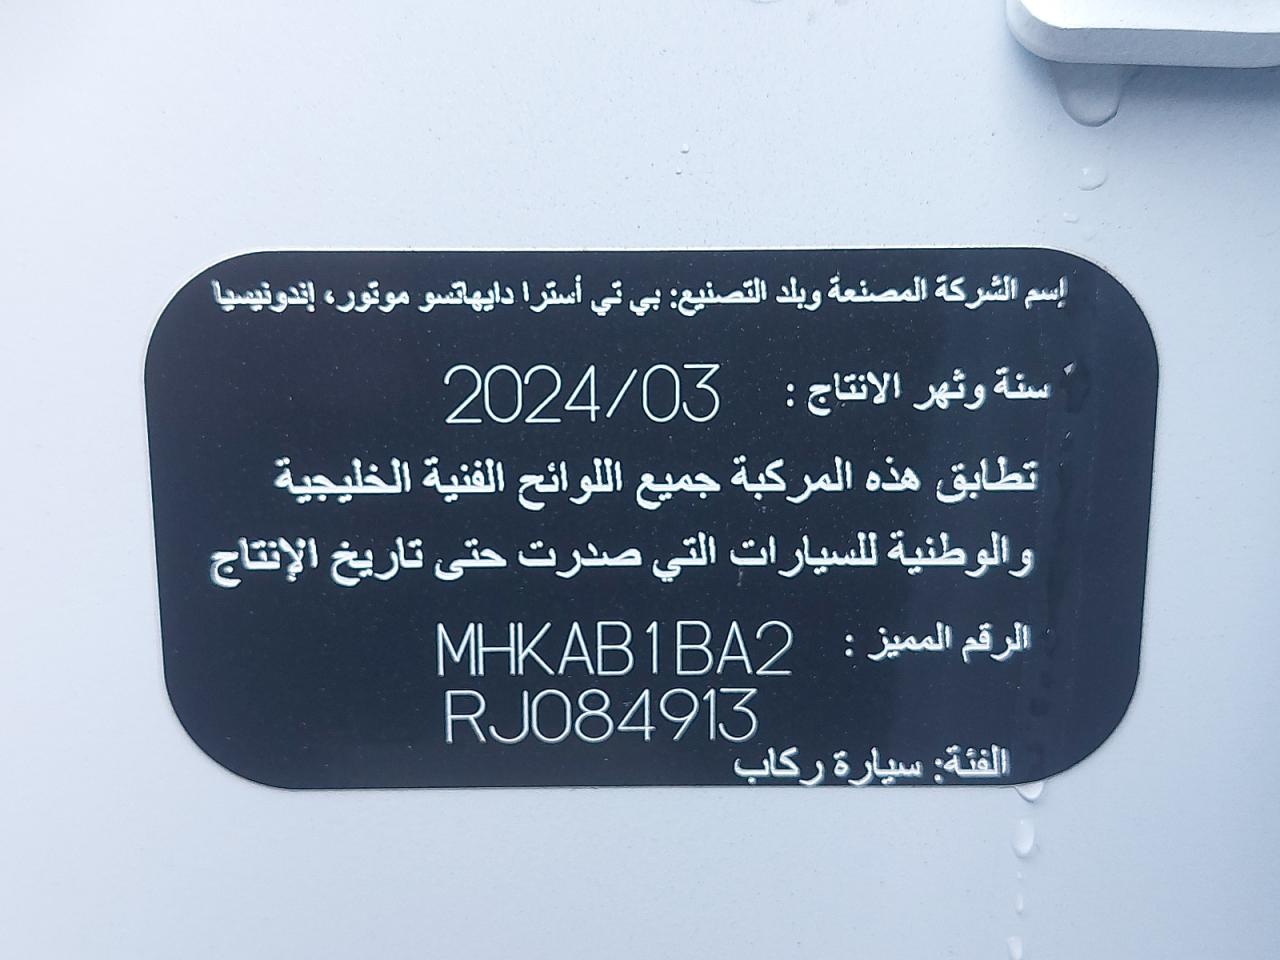 إسم الشركة المصنعة وبلد التصنيع: بي تي أسترا دايهاتسو موتور، إندونيسيا
سنة وشهر الانتاج : 2024/03
تطابق هذه المركبة جميع اللوائح الفنية الخليجية
والوطنية للسيارات التي صدرت حتى تاريخ الإنتاج
الرقم المميز : MHKAB1BA2
RJ084913
الفئة: سيارة ركاب